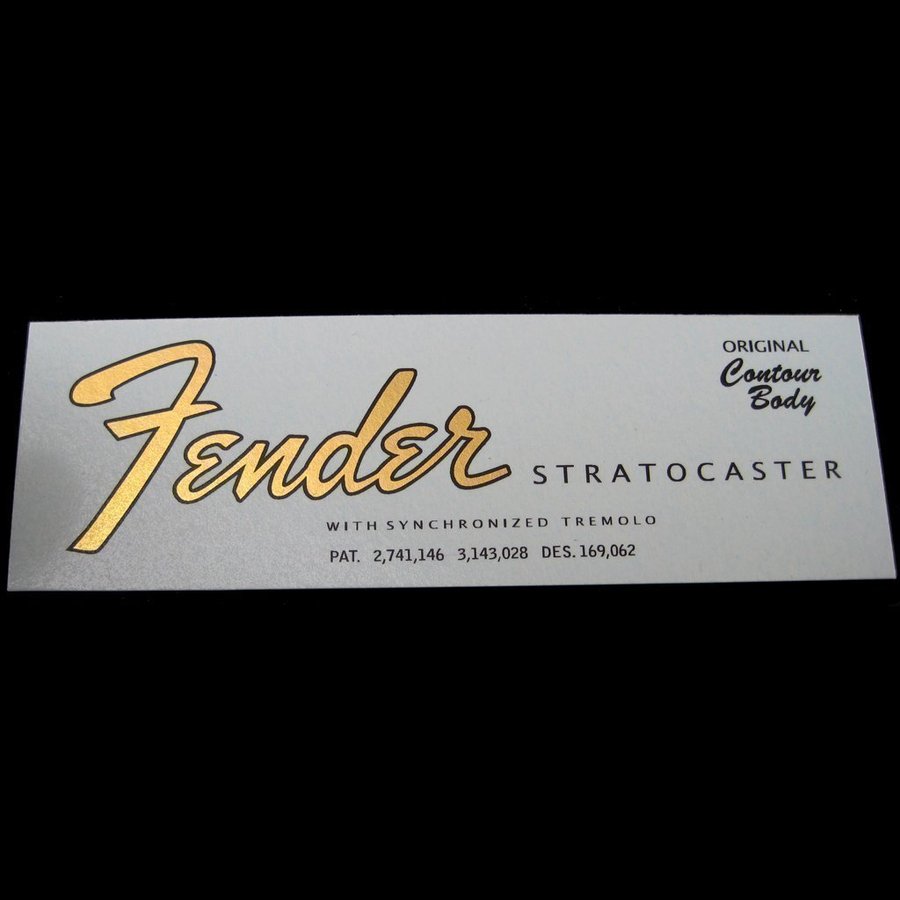 ORIGINAL
Contour
Body
Fender STRATOCASTER
WITH SYNCHRONIZED TREMOLO
PAT. 2,741,146 3,143,028 DES. 169,062